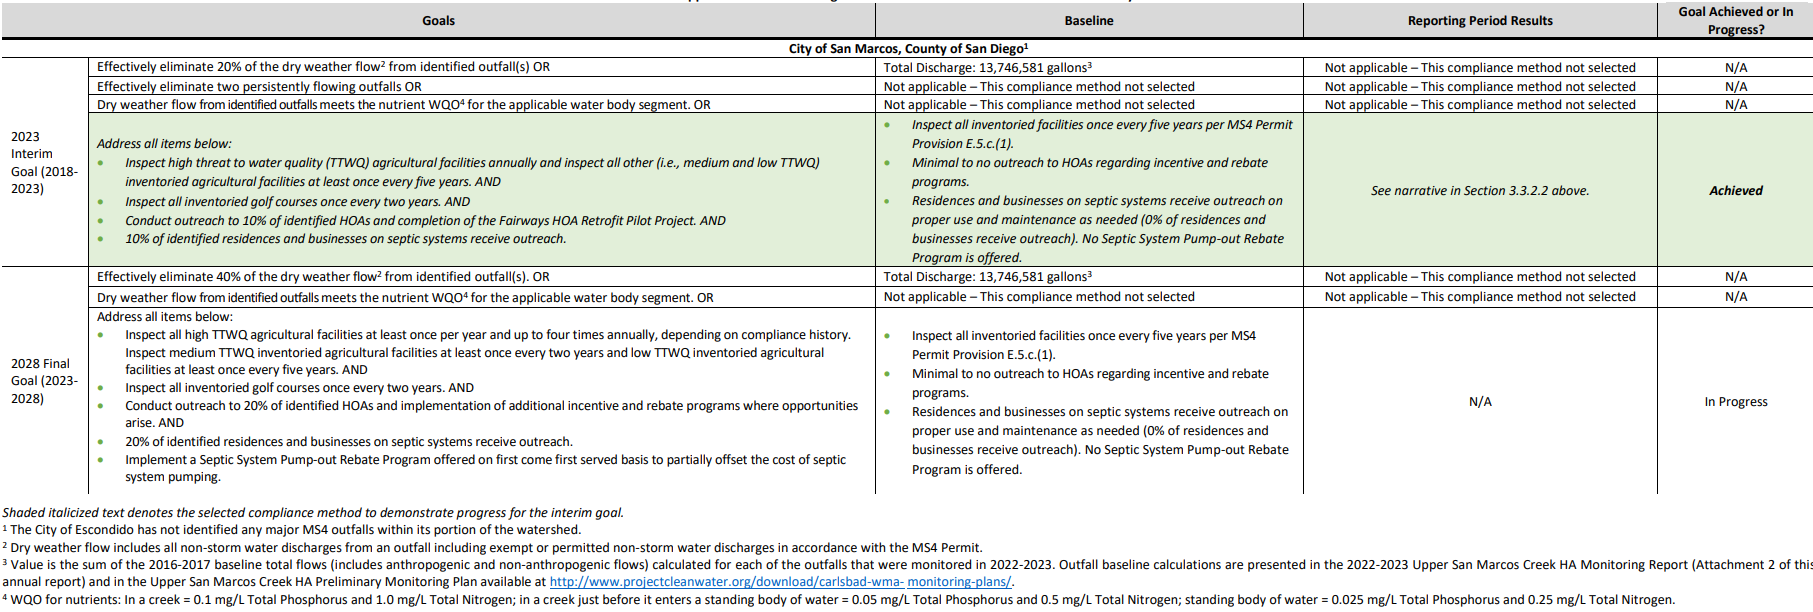 Goals
Baseline
Reporting Period Results
Goal Achieved or In
Progress?
City of San Marcos, County of San Diego¹
2023
Interim
Goal (2018-
2023)
Effectively eliminate 20% of the dry weather flow² from identified outfall(s) OR
Total Discharge: 13,746,581 gallons³
Not applicable – This compliance method not selected
N/A
Effectively eliminate two persistently flowing outfalls OR
Not applicable – This compliance method not selected
Not applicable – This compliance method not selected
N/A
Dry weather flow from identified outfalls meets the nutrient WQO⁴ for the applicable water body segment. OR
Not applicable – This compliance method not selected
Not applicable – This compliance method not selected
N/A
Address all items below:
• Inspect high threat to water quality (TTWQ) agricultural facilities annually and inspect all other (i.e., medium and low TTWQ)
inventoried agricultural facilities at least once every five years. AND
• Inspect all inventoried golf courses once every two years. AND
• Conduct outreach to 10% of identified HOAs and completion of the Fairways HOA Retrofit Pilot Project. AND
• 10% of identified residences and businesses on septic systems receive outreach.
• Inspect all inventoried facilities once every five years per MS4 Permit
Provision E.5.c.(1).
• Minimal to no outreach to HOAs regarding incentive and rebate
programs.
• Residences and businesses on septic systems receive outreach on
proper use and maintenance as needed (0% of residences and
businesses receive outreach). No Septic System Pump-out Rebate
Program is offered.
See narrative in Section 3.3.2.2 above.
Achieved
2028 Final
Goal (2023-
2028)
Effectively eliminate 40% of the dry weather flow² from identified outfall(s). OR
Total Discharge: 13,746,581 gallons³
Not applicable – This compliance method not selected
N/A
Dry weather flow from identified outfalls meets the nutrient WQO⁴ for the applicable water body segment. OR
Not applicable – This compliance method not selected
Not applicable – This compliance method not selected
N/A
Address all items below:
• Inspect all high TTWQ agricultural facilities at least once per year and up to four times annually, depending on compliance history.
Inspect medium TTWQ inventoried agricultural facilities at least once every two years and low TTWQ inventoried agricultural
facilities at least once every five years. AND
• Inspect all inventoried golf courses once every two years. AND
• Conduct outreach to 20% of identified HOAs and implementation of additional incentive and rebate programs where opportunities
arise. AND
• 20% of identified residences and businesses on septic systems receive outreach.
• Implement a Septic System Pump-out Rebate Program offered on first come first served basis to partially offset the cost of septic
system pumping.
• Inspect all inventoried facilities once every five years per MS4
Permit Provision E.5.c.(1).
• Minimal to no outreach to HOAs regarding incentive and rebate
programs.
• Residences and businesses on septic systems receive outreach on
proper use and maintenance as needed (0% of residences and
businesses receive outreach). No Septic System Pump-out Rebate
Program is offered.
N/A
In Progress
Shaded italicized text denotes the selected compliance method to demonstrate progress for the interim goal.
¹ The City of Escondido has not identified any major MS4 outfalls within its portion of the watershed.
² Dry weather flow includes all non-storm water discharges from an outfall including exempt or permitted non-storm water discharges in accordance with the MS4 Permit.
³ Value is the sum of the 2016-2017 baseline total flows (includes anthropogenic and non-anthropogenic flows) calculated for each of the outfalls that were monitored in 2022-2023. Outfall baseline calculations are presented in the 2022-2023 Upper San Marcos Creek HA Monitoring Report (Attachment 2 of this
annual report) and in the Upper San Marcos Creek HA Preliminary Monitoring Plan available at http://www.projectcleanwater.org/download/carlsbad-wma- monitoring-plans/.
⁴ WQO for nutrients: In a creek = 0.1 mg/L Total Phosphorus and 1.0 mg/L Total Nitrogen; in a creek just before it enters a standing body of water = 0.05 mg/L Total Phosphorus and 0.5 mg/L Total Nitrogen; standing body of water = 0.025 mg/L Total Phosphorus and 0.25 mg/L Total Nitrogen.